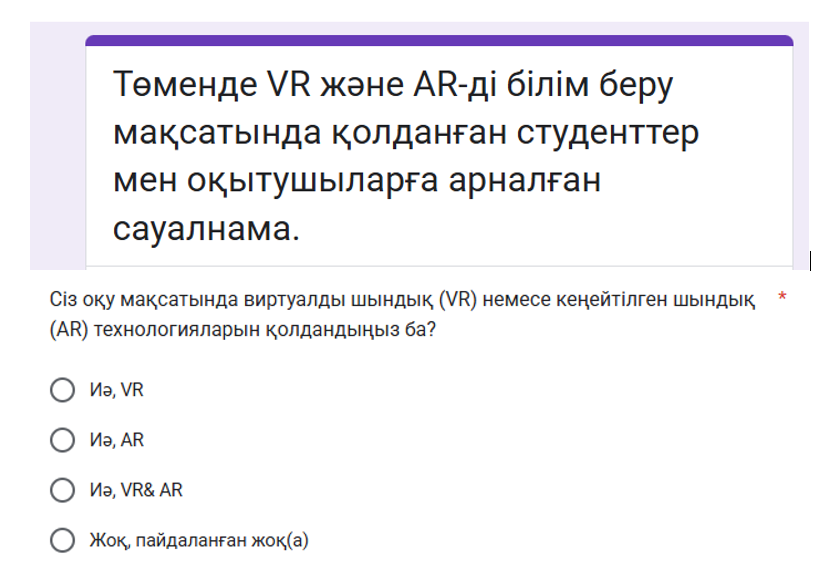 Төменде VR және AR-ді білім беру
мақсатында қолданған студенттер
мен оқытушыларға арналған
сауалнама.
Сіз оқу мақсатында виртуалды шындық (VR) немесе кеңейтілген шындық *
(AR) технологияларын қолдандыңыз ба?
Иә, VR
Иә, AR
Иә, VR& AR
Жоқ, пайдаланған жоқ(а)